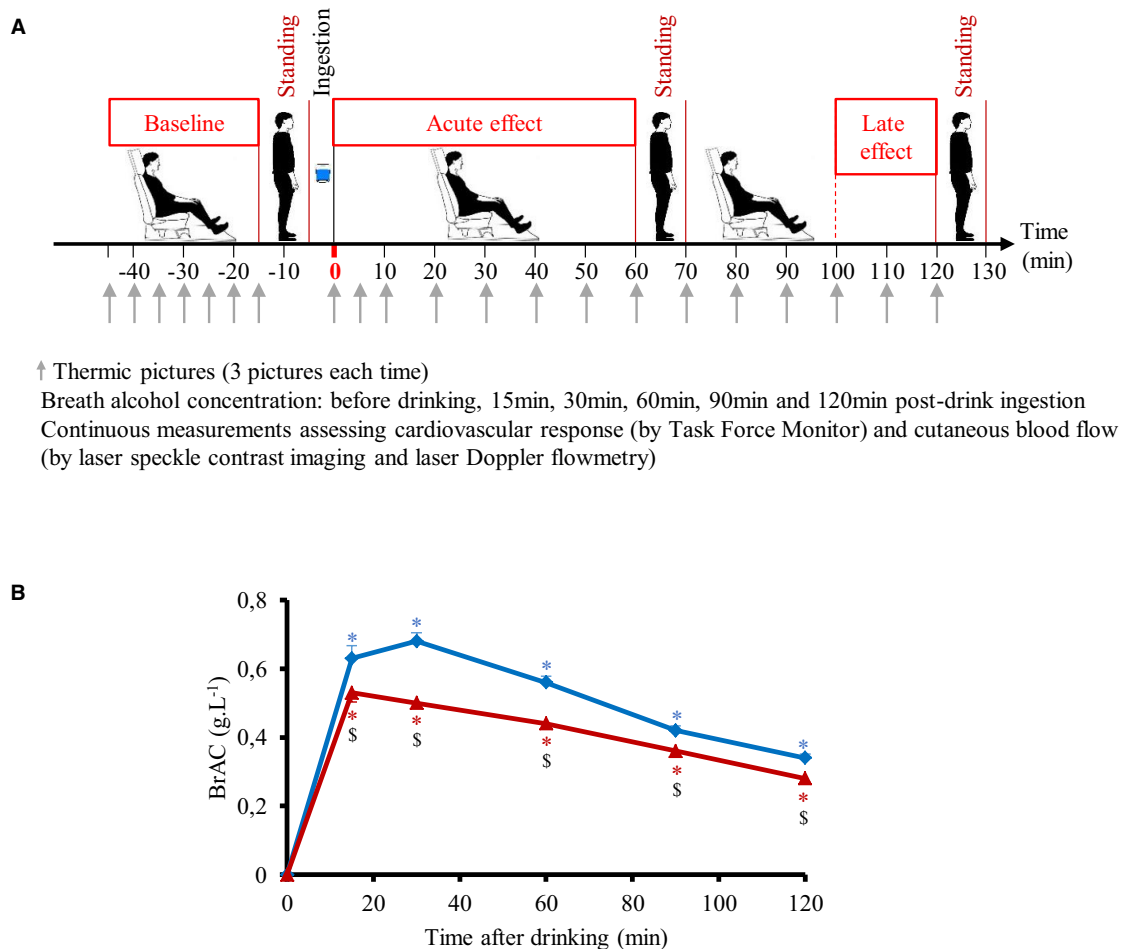 A
Standing
Ingestion
Standing
Standing
Baseline
Acute effect
Late
effect
Time
(min)
-40 -30 -20 -10 0 10 20 30 40 50 60 70 80 90 100 110 120 130
Thermic pictures (3 pictures each time)
Breath alcohol concentration: before drinking, 15min, 30min, 60min, 90min and 120min post-drink ingestion
Continuous measurements assessing cardiovascular response (by Task Force Monitor) and cutaneous blood flow
(by laser speckle contrast imaging and laser Doppler flowmetry)
B
BrAC (g.L⁻¹)
0,8
0,6
0,4
0,2
0
* * * * *
* * * * *
$ $ $ $ $
0 20 40 60 80 100 120
Time after drinking (min)